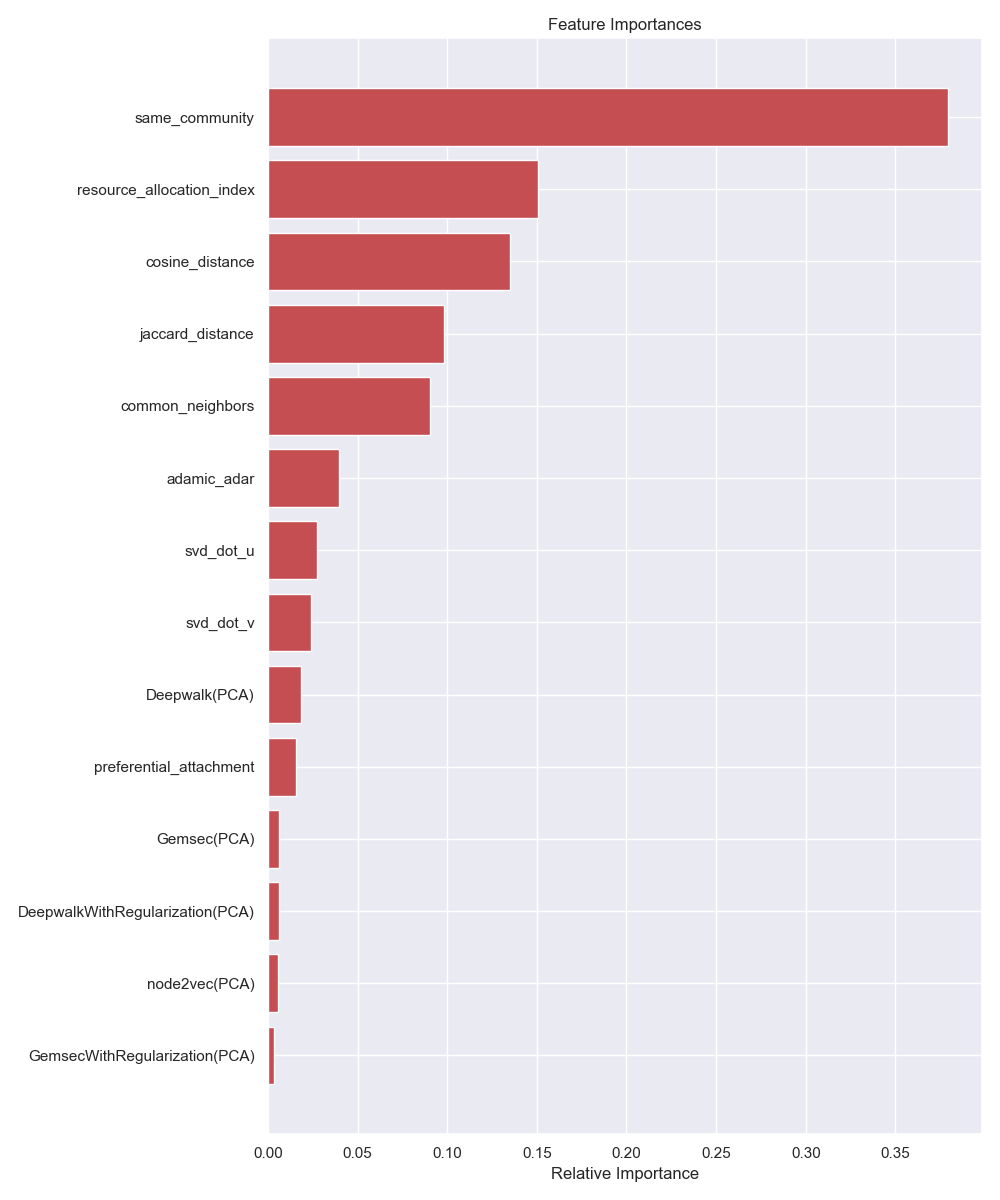 Feature Importances
same_community
resource_allocation_index
cosine_distance
jaccard_distance
common_neighbors
adamic_adar
svd_dot_u
svd_dot_v
Deepwalk(PCA)
preferential_attachment
Gemsec(PCA)
DeepwalkWithRegularization(PCA)
node2vec(PCA)
GemsecWithRegularization(PCA)
0.00 0.05 0.10 0.15 0.20 0.25 0.30 0.35
Relative Importance